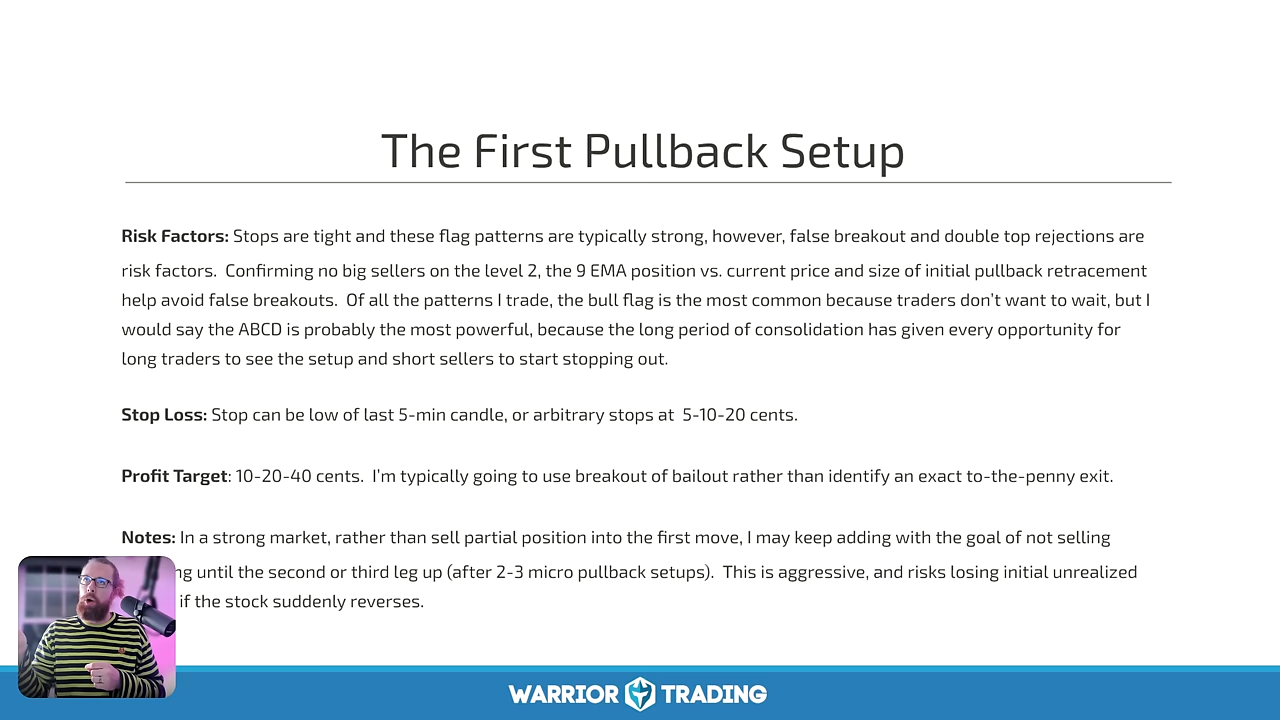 The First Pullback Setup
Risk Factors: Stops are tight and these flag patterns are typically strong, however, false breakout and double top rejections are
risk factors.  Confirming no big sellers on the level 2, the 9 EMA position vs. current price and size of initial pullback retracement
help avoid false breakouts.  Of all the patterns I trade, the bull flag is the most common because traders don't want to wait, but I
would say the ABCD is probably the most powerful, because the long period of consolidation has given every opportunity for
long traders to see the setup and short sellers to start stopping out.
Stop Loss: Stop can be low of last 5-min candle, or arbitrary stops at  5-10-20 cents.
Profit Target: 10-20-40 cents.  I'm typically going to use breakout of bailout rather than identify an exact to-the-penny exit.
Notes: In a strong market, rather than sell partial position into the first move, I may keep adding with the goal of not selling
until the second or third leg up (after 2-3 micro pullback setups).  This is aggressive, and risks losing initial unrealized
if the stock suddenly reverses.
WARRIOR TRADING